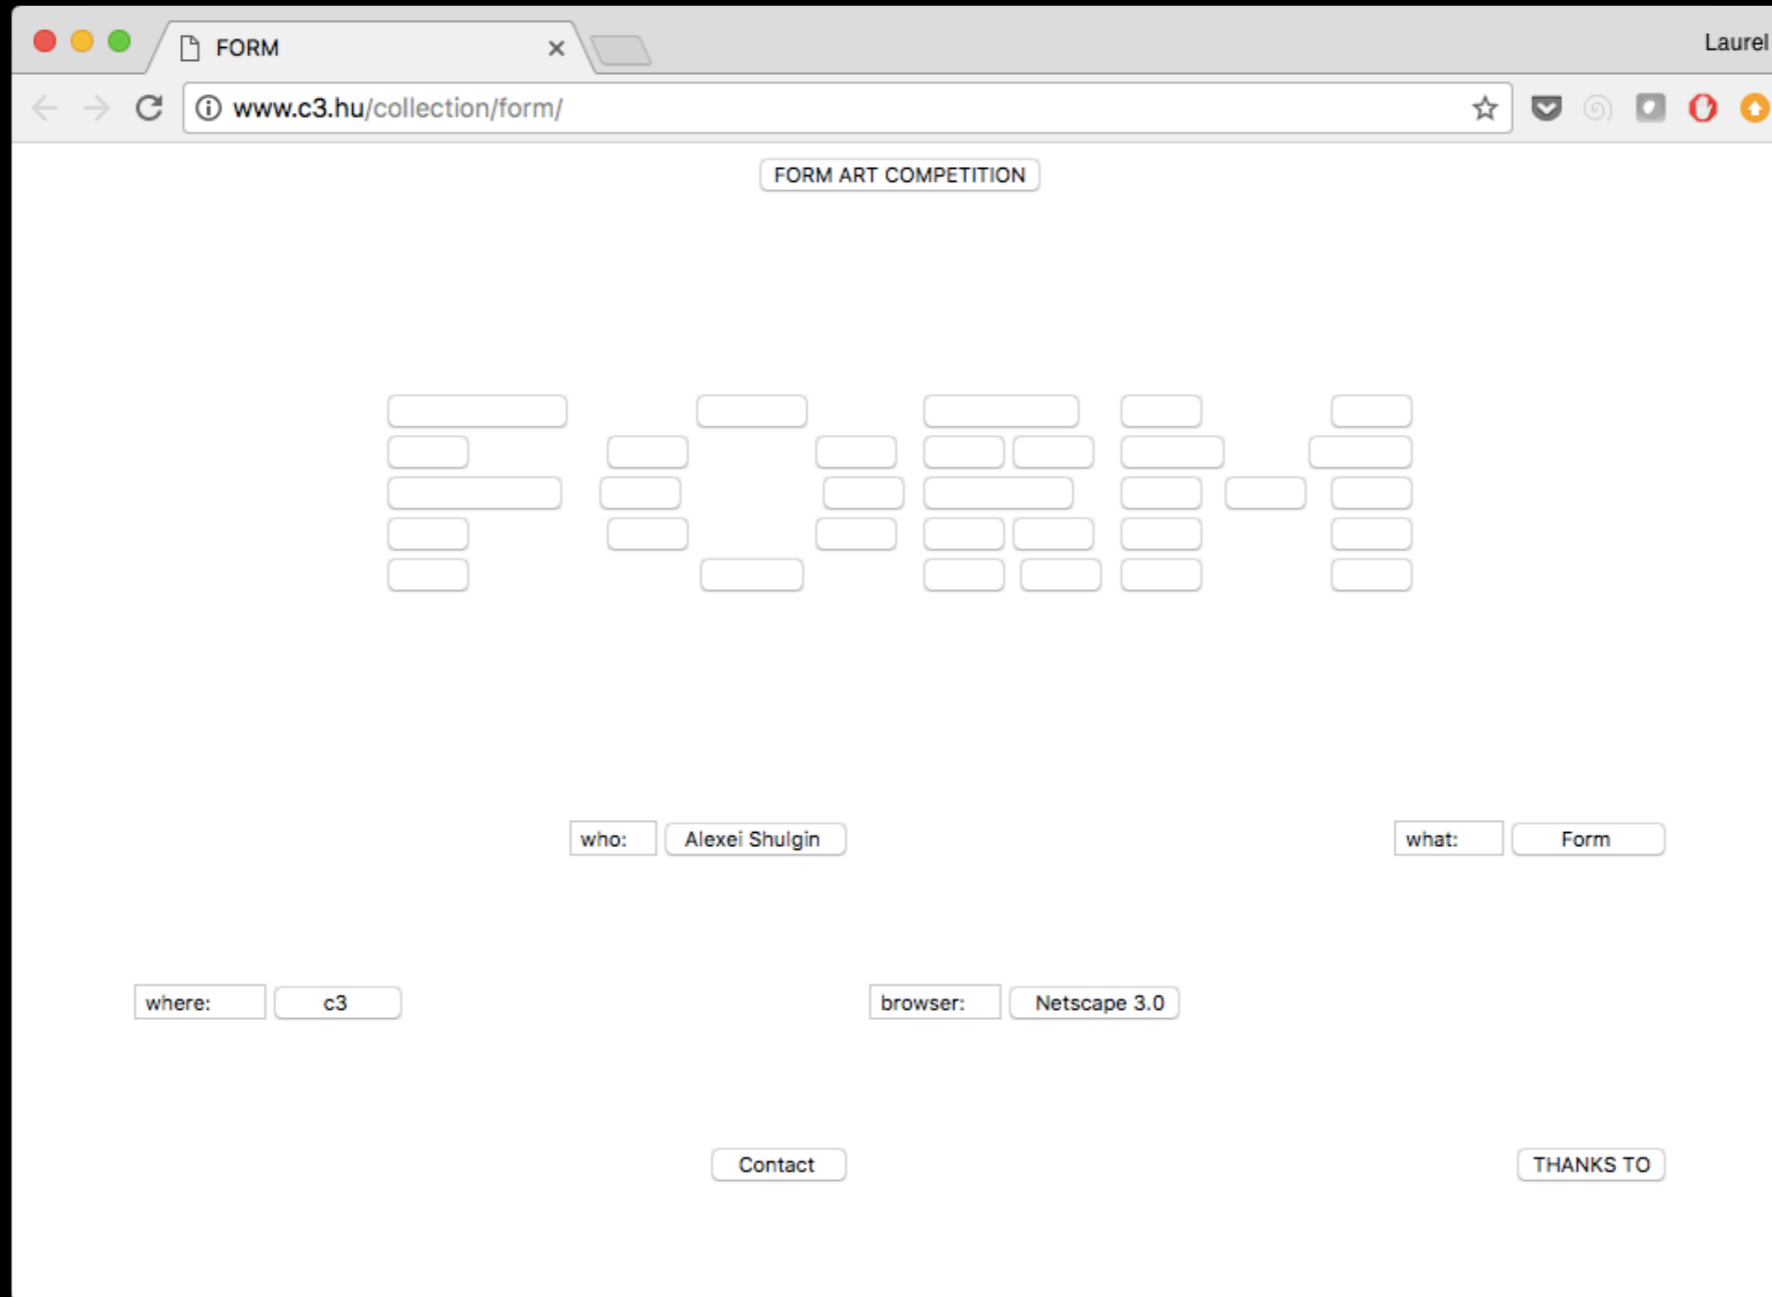 FORM
Laurel
www.c3.hu/collection/form/
FORM ART COMPETITION
FORM
who: Alexei Shulgin
what: Form
where: c3
browser: Netscape 3.0
Contact
THANKS TO